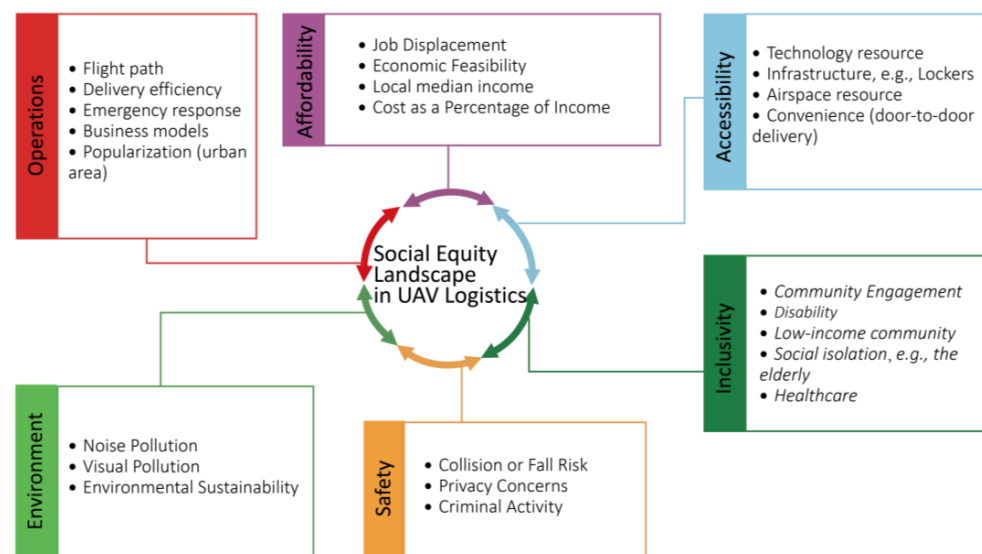 Operations
• Flight path
• Delivery efficiency
• Emergency response
• Business models
• Popularization (urban
area)
Affordability
• Job Displacement
• Economic Feasibility
• Local median income
• Cost as a Percentage of Income
Accessibility
• Technology resource
• Infrastructure, e.g., Lockers
• Airspace resource
• Convenience (door-to-door
delivery)
Social Equity
Landscape
in UAV Logistics
Inclusivity
• Community Engagement
• Disability
• Low-income community
• Social isolation, e.g., the
elderly
• Healthcare
Environment
• Noise Pollution
• Visual Pollution
• Environmental Sustainability
Safety
• Collision or Fall Risk
• Privacy Concerns
• Criminal Activity